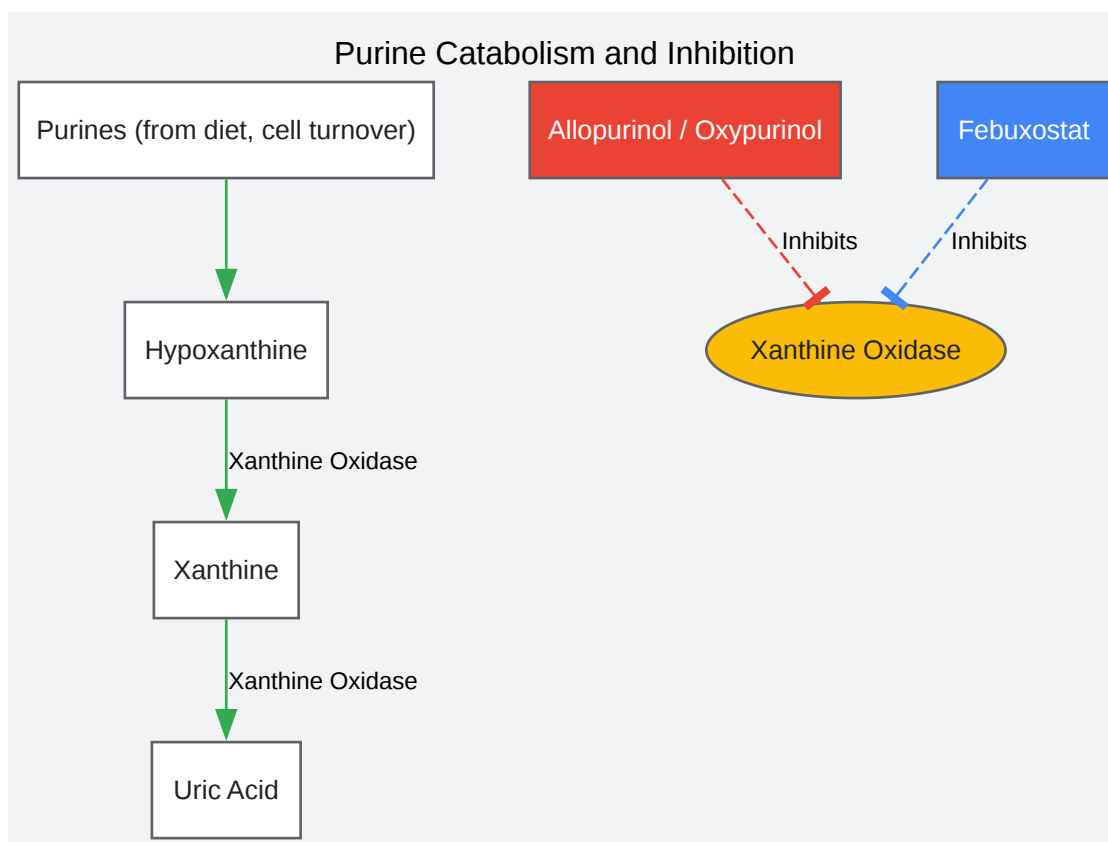 Purine Catabolism and Inhibition
Purines (from diet, cell turnover)
Allopurinol / Oxypurinol
Febuxostat
Inhibits
Inhibits
Hypoxanthine
Xanthine Oxidase
Xanthine Oxidase
Xanthine
Xanthine Oxidase
Uric Acid